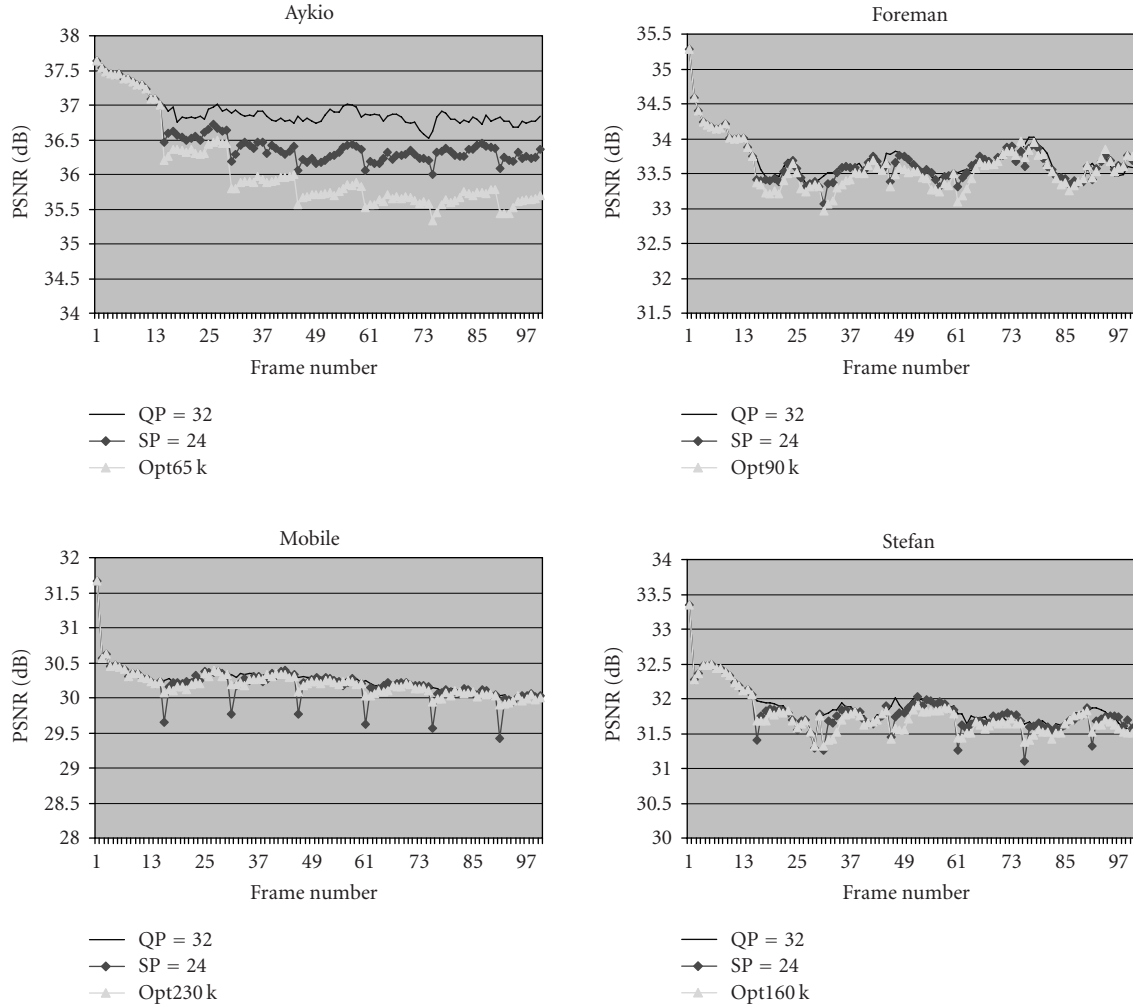 Aykio
38
37.5
37
36.5
36
35.5
35
34.5
34
PSNR (dB)
1 13 25 37 49 61 73 85 97
Frame number
QP = 32
SP = 24
Opt65 k
Foreman
35.5
35
34.5
34
33.5
33
32.5
32
31.5
PSNR (dB)
1 13 25 37 49 61 73 85 97
Frame number
QP = 32
SP = 24
Opt90 k
Mobile
32
31.5
31
30.5
30
29.5
29
28.5
28
PSNR (dB)
1 13 25 37 49 61 73 85 97
Frame number
QP = 32
SP = 24
Opt230 k
Stefan
34
33.5
33
32.5
32
31.5
31
30.5
30
PSNR (dB)
1 13 25 37 49 61 73 85 97
Frame number
QP = 32
SP = 24
Opt160 k